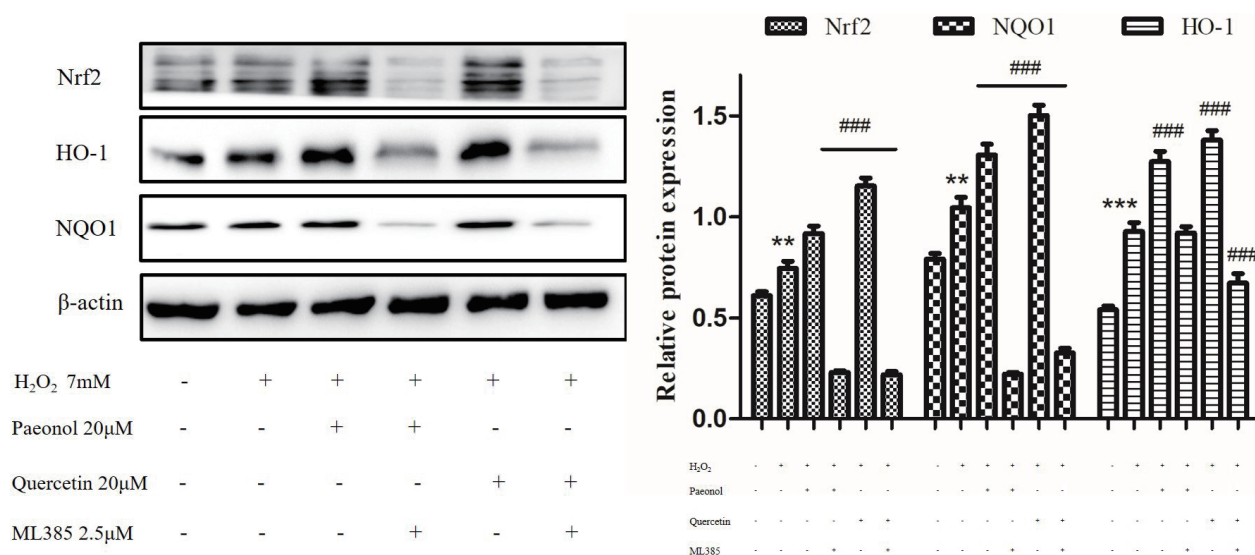 Nrf2
HO-1
NQO1
β-actin
H₂O₂ 7mM - + + + + +
Paeonol 20μM - - + + - -
Quercetin 20μM - - - - + +
ML385 2.5μM - - - + - +
Nrf2 NQO1 HO-1
Relative protein expression
1.5
1.0
0.5
0.0
** ### ** ### *** ### ### ###
H₂O₂ - + + + + + - + + + + + - + + + + +
Paeonol - - + + - - - - + + - - - - + + - -
Quercetin - - - - + + - - - - + + - - - - + +
ML385 - - - + - + - - - + - + - - - + - +